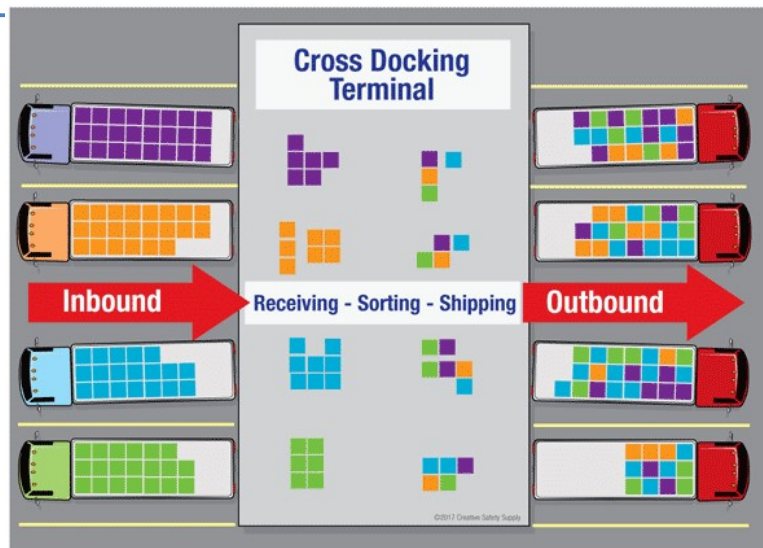 Cross Docking
Terminal
Inbound
Receiving - Sorting - Shipping
Outbound
©2017 Creative Safety Supply